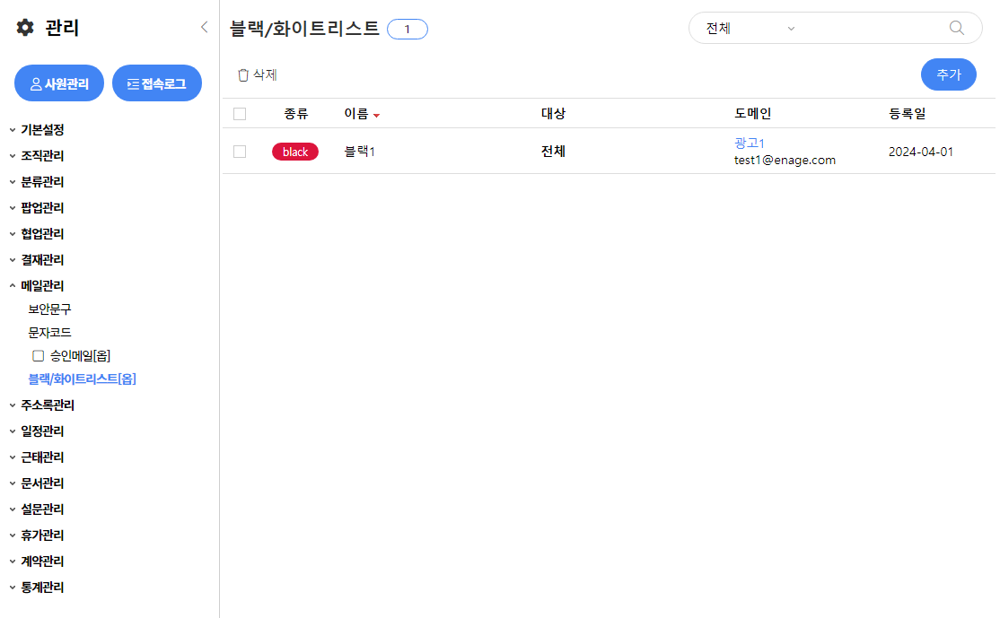 관리
사원관리 접속로그
기본설정
조직관리
분류관리
팝업관리
협업관리
결재관리
메일관리
보안문구
문자코드
승인메일[옵]
블랙/화이트리스트[옵]
주소록관리
일정관리
근태관리
문서관리
설문관리
휴가관리
계약관리
통계관리
블랙/화이트리스트 1
전체
삭제
추가
종류 이름 대상 도메인 등록일
black 블랙1 전체 광고1 2024-04-01
test1@enage.com